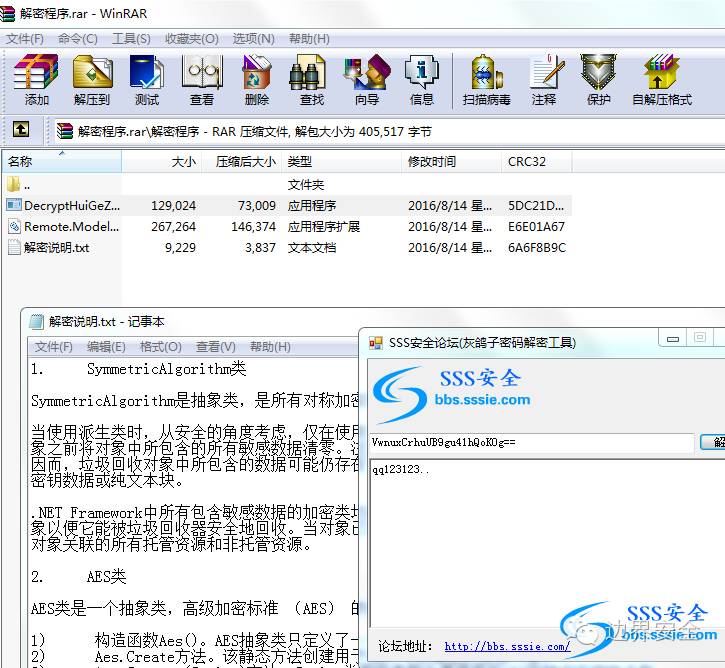 解密程序.rar - WinRAR
文件(F) 命令(C) 工具(S) 收藏夹(O) 选项(N) 帮助(H)
添加 解压到 测试 查看 删除 查找 向导 信息 扫描病毒 注释 保护 自解压格式
解密程序.rar\解密程序 - RAR 压缩文件, 解包大小为 405,517 字节
名称 大小 压缩后大小 类型 修改时间 CRC32
.. 文件夹
DecryptHuiGeZ... 129,024 73,009 应用程序 2016/8/14 星... 5DC21D...
Remote.Model... 267,264 146,374 应用程序扩展 2016/8/14 星... E6E01A67
解密说明.txt 9,229 3,837 文本文档 2016/8/14 星... 6A6F8B9C
解密说明.txt - 记事本
文件(F) 编辑(E) 格式(O) 查看(V) 帮助(H)
1. SymmetricAlgorithm类
SymmetricAlgorithm是抽象类，是所有对称加密
当使用派生类时，从安全的角度考虑，仅在使用
象之前将对象中所包含的所有敏感数据清零。
因而，垃圾回收对象中所包含的数据可能仍存在
密钥数据或纯文本块。
.NET Framework中所有包含敏感数据的加密类
象以便它能被垃圾回收器安全地回收。当对象已
对象关联的所有托管资源和非托管资源。
2. AES类
AES类是一个抽象类，高级加密标准 （AES） 的
1) 构造函数Aes()。AES抽象类只定义了一
2) Aes.Create方法。该静态方法创建用于
SSS安全论坛(灰鸽子密码解密工具)
SSS安全
bbs.sssie.com
VwnuxCrhuUB9gu41hQoKOg==
解
qq123123..
论坛地址： http://bbs.sssie.com/
SSS安全
bbs.sssie.com
边界安全